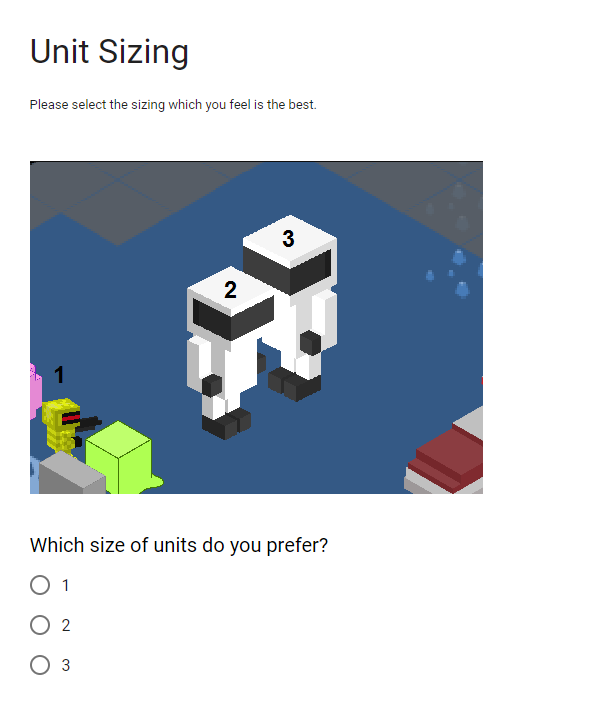 Unit Sizing
Please select the sizing which you feel is the best.
3
2
1
Which size of units do you prefer?
1
2
3